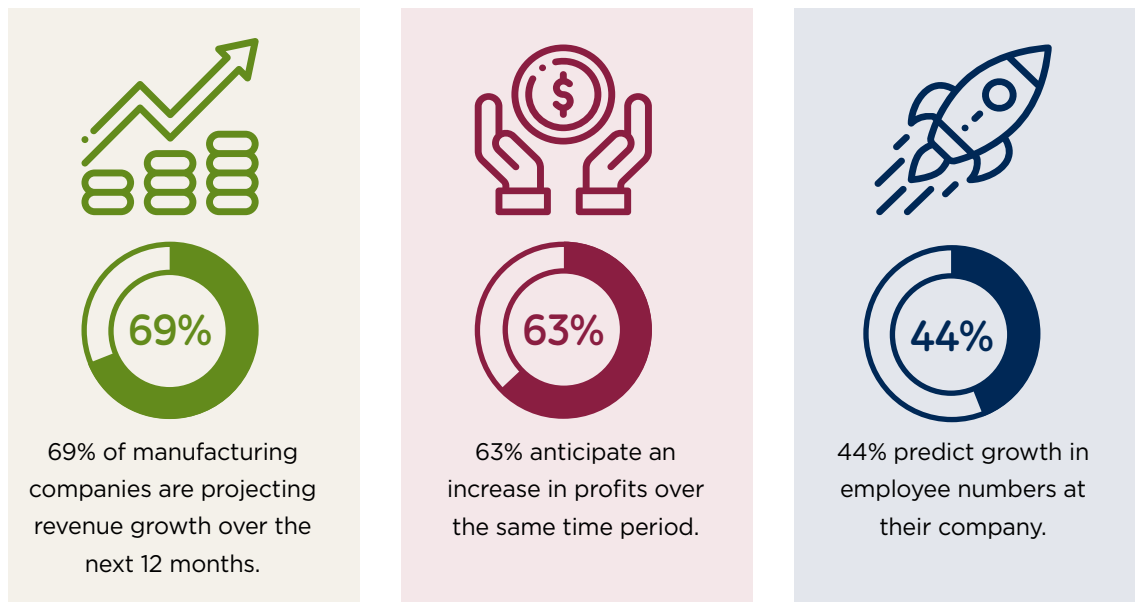 $
69%
69% of manufacturing
companies are projecting
revenue growth over the
next 12 months.
63%
63% anticipate an
increase in profits over
the same time period.
44%
44% predict growth in
employee numbers at
their company.